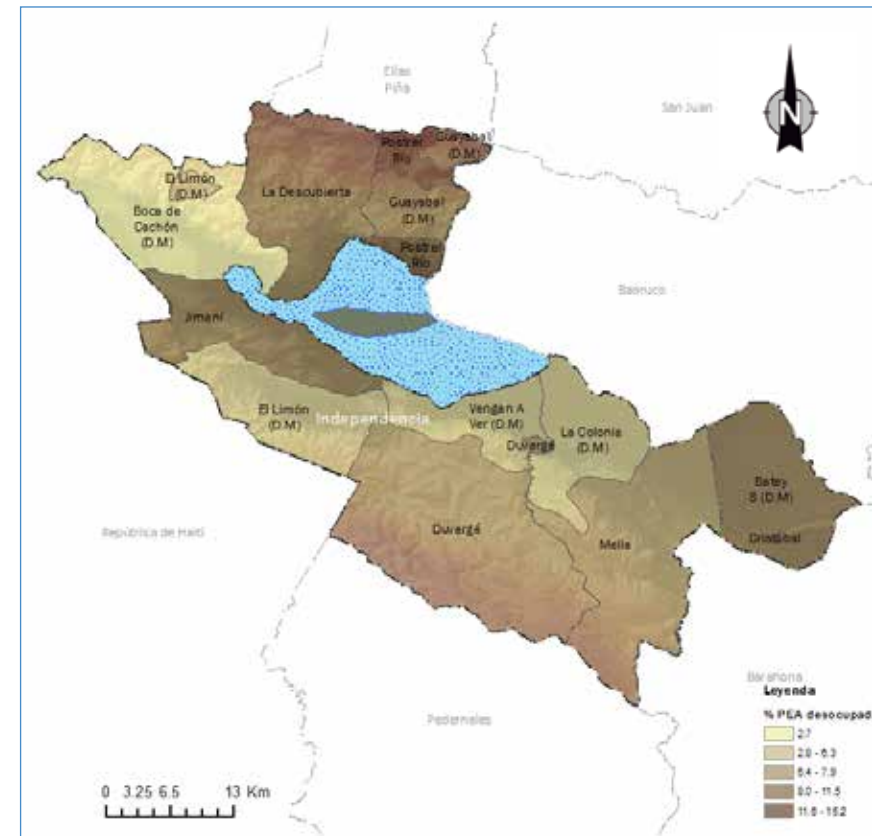 Elías
Piña
San Juan
N
Postrel
Río
Guayabal
(D.M)
El Limón
(D.M)
La Descubierta
Boca de
Cachón
(D.M)
Guayabal
(D.M)
Postrel
Río
Baoruco
Jimaní
El Limón
(D.M)
Independencia
Vengan A
Ver (D.M)
Duvergé
La Colonia
(D.M)
Batey
8 (D.M)
Cristóbal
República de Haití
Duvergé
Mella
Pedernales
Barahona
Leyenda
% PEA desocupad
2.7
2.8 - 6.3
6.4 - 7.9
8.0 - 11.5
11.6 - 15.2
0 3.25 6.5 13 Km